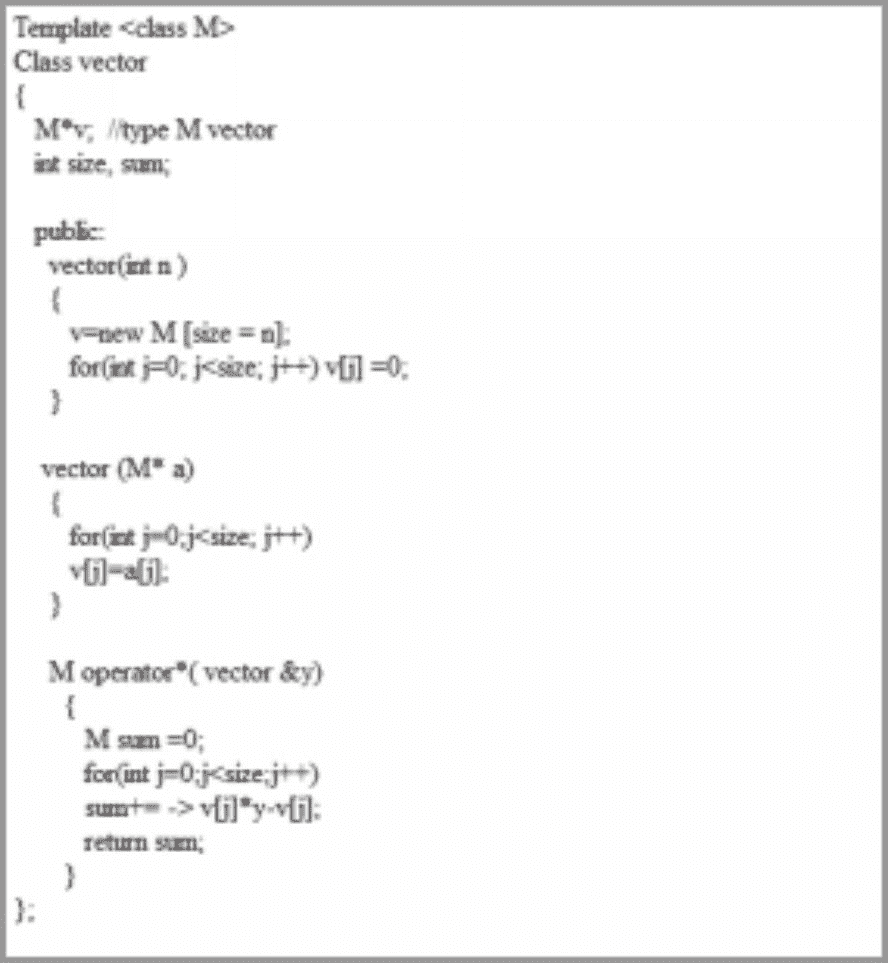 Template <class M>
Class vector
{
M*v; //type M vector
int size, sum;
public:
vector(int n )
{
v=new M [size = n];
for(int j=0; j<size; j++) v[j] =0;
}
vector (M* a)
{
for(int j=0;j<size; j++)
v[j]=a[j];
}
M operator*( vector &y)
{
M sum =0;
for(int j=0;j<size;j++)
sum+= -> v[j]*y-v[j];
return sum;
}
};